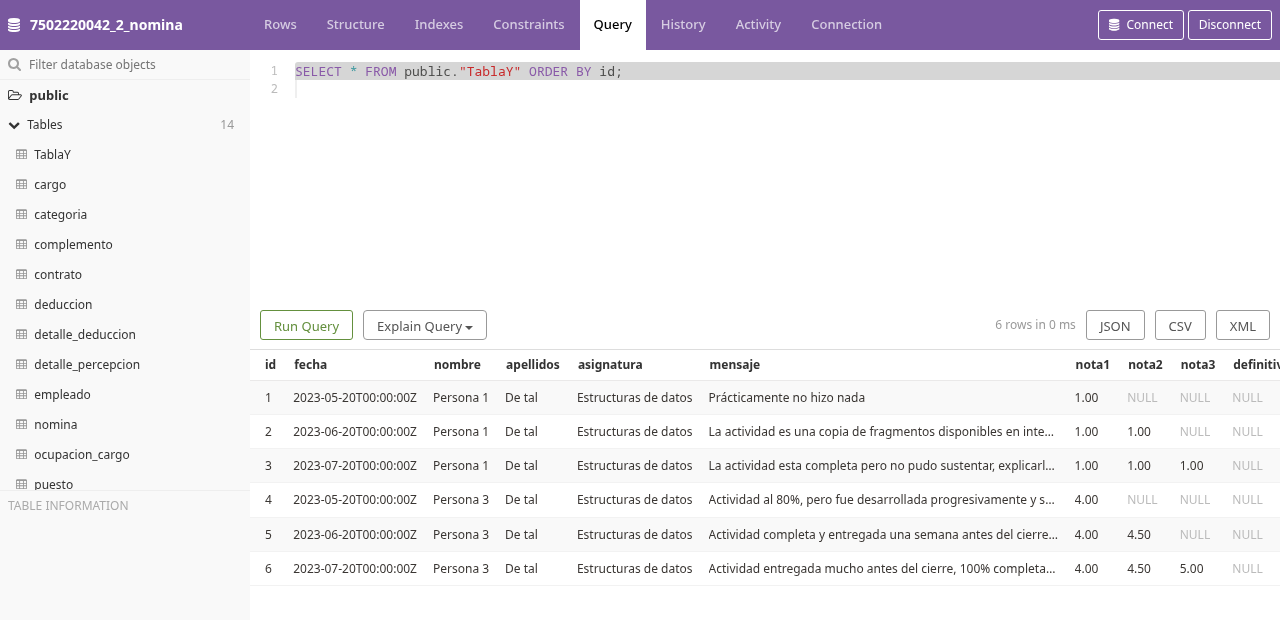 7502220042_2_nomina Rows Structure Indexes Constraints Query History Activity Connection Connect Disconnect
Filter database objects
public
Tables 14
TablaY
cargo
categoria
complemento
contrato
deduccion
detalle_deduccion
detalle_percepcion
empleado
nomina
ocupacion_cargo
puesto
TABLE INFORMATION
1 SELECT * FROM public."TablaY" ORDER BY id;
2
Run Query Explain Query 6 rows in 0 ms JSON CSV XML
id fecha nombre apellidos asignatura mensaje nota1 nota2 nota3 definitiv
1 2023-05-20T00:00:00Z Persona 1 De tal Estructuras de datos Prácticamente no hizo nada 1.00 NULL NULL NULL
2 2023-06-20T00:00:00Z Persona 1 De tal Estructuras de datos La actividad es una copia de fragmentos disponibles en inte... 1.00 1.00 NULL NULL
3 2023-07-20T00:00:00Z Persona 1 De tal Estructuras de datos La actividad esta completa pero no pudo sustentar, explicarl... 1.00 1.00 1.00 NULL
4 2023-05-20T00:00:00Z Persona 3 De tal Estructuras de datos Actividad al 80%, pero fue desarrollada progresivamente y s... 4.00 NULL NULL NULL
5 2023-06-20T00:00:00Z Persona 3 De tal Estructuras de datos Actividad completa y entregada una semana antes del cierre... 4.00 4.50 NULL NULL
6 2023-07-20T00:00:00Z Persona 3 De tal Estructuras de datos Actividad entregada mucho antes del cierre, 100% completa... 4.00 4.50 5.00 NULL